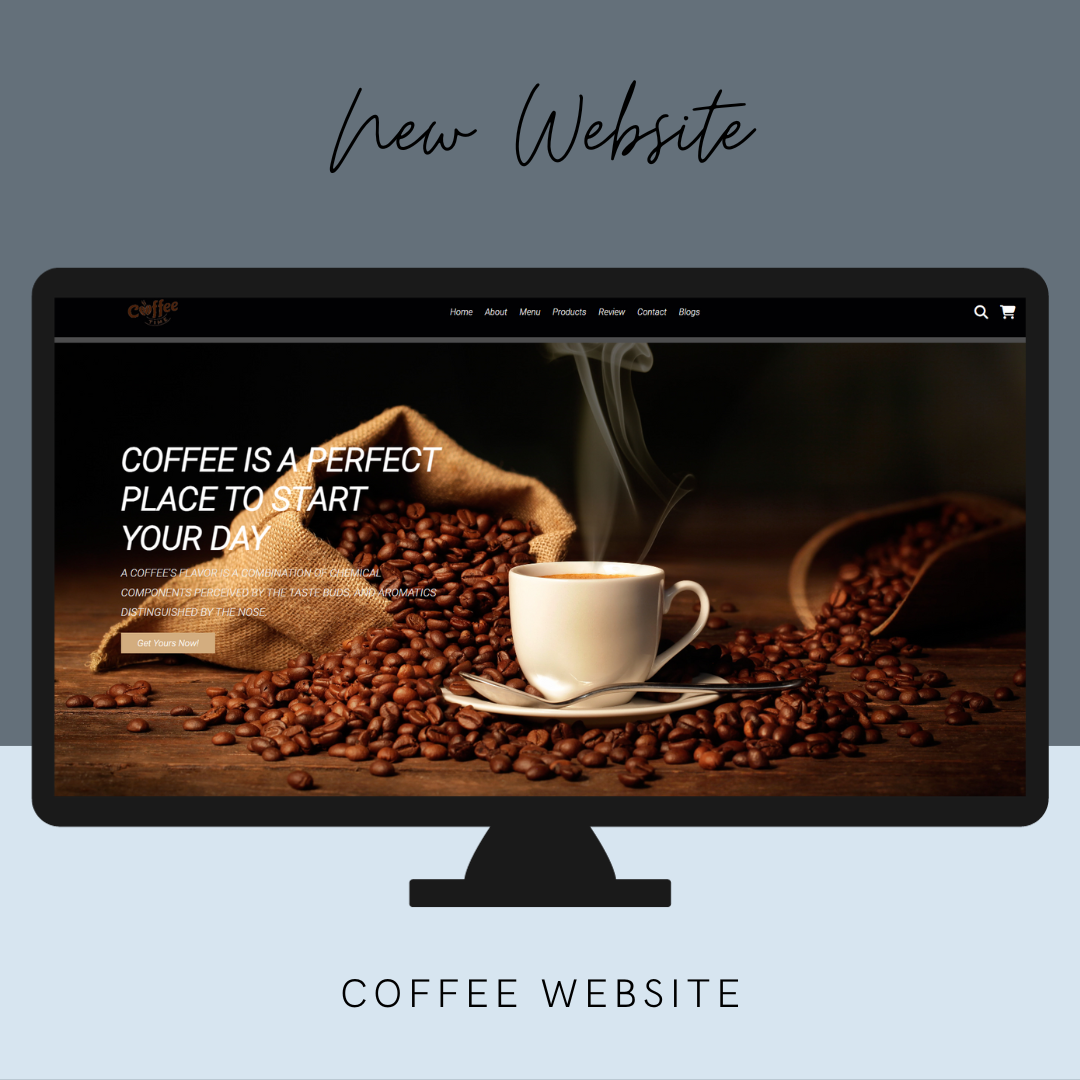 New Website
Coffee
TIME
Home About Menu Products Review Contact Blogs
COFFEE IS A PERFECT
PLACE TO START
YOUR DAY
A COFFEE'S FLAVOR IS A COMBINATION OF CHEMICAL
COMPONENTS PERCEIVED BY THE TASTE BUDS, AND AROMATICS
DISTINGUISHED BY THE NOSE
Get Yours Now!
COFFEE WEBSITE